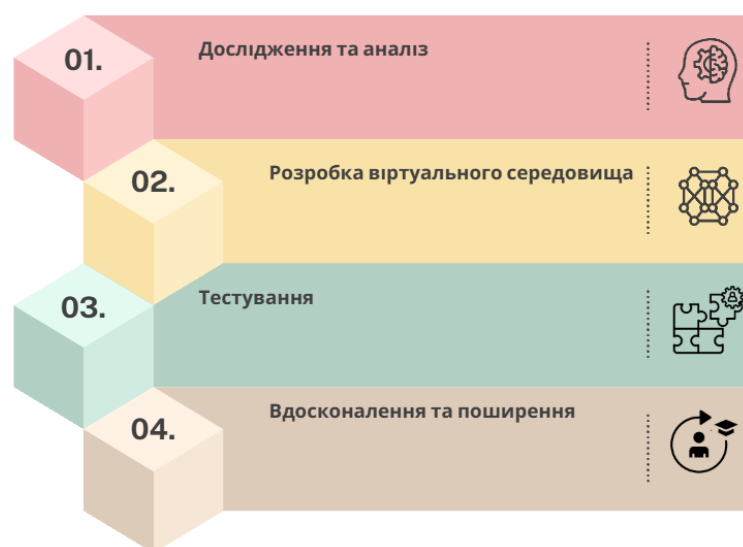 01.
Дослідження та аналіз
02.
Розробка віртуального середовища
03.
Тестування
04.
Вдосконалення та поширення